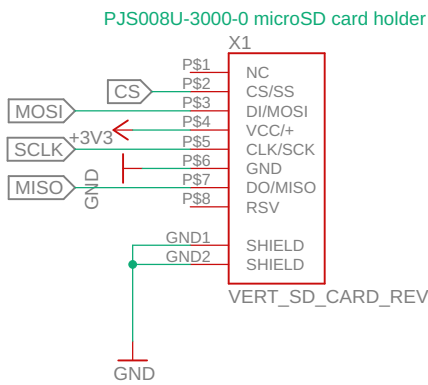 PJS008U-3000-0 microSD card holder
X1
P$1 NC
CS P$2 CS/SS
MOSI P$3 DI/MOSI
+3V3 P$4 VCC/+
SCLK P$5 CLK/SCK
GND P$6 GND
MISO P$7 DO/MISO
P$8 RSV
GND1 SHIELD
GND2 SHIELD
VERT_SD_CARD_REV
GND